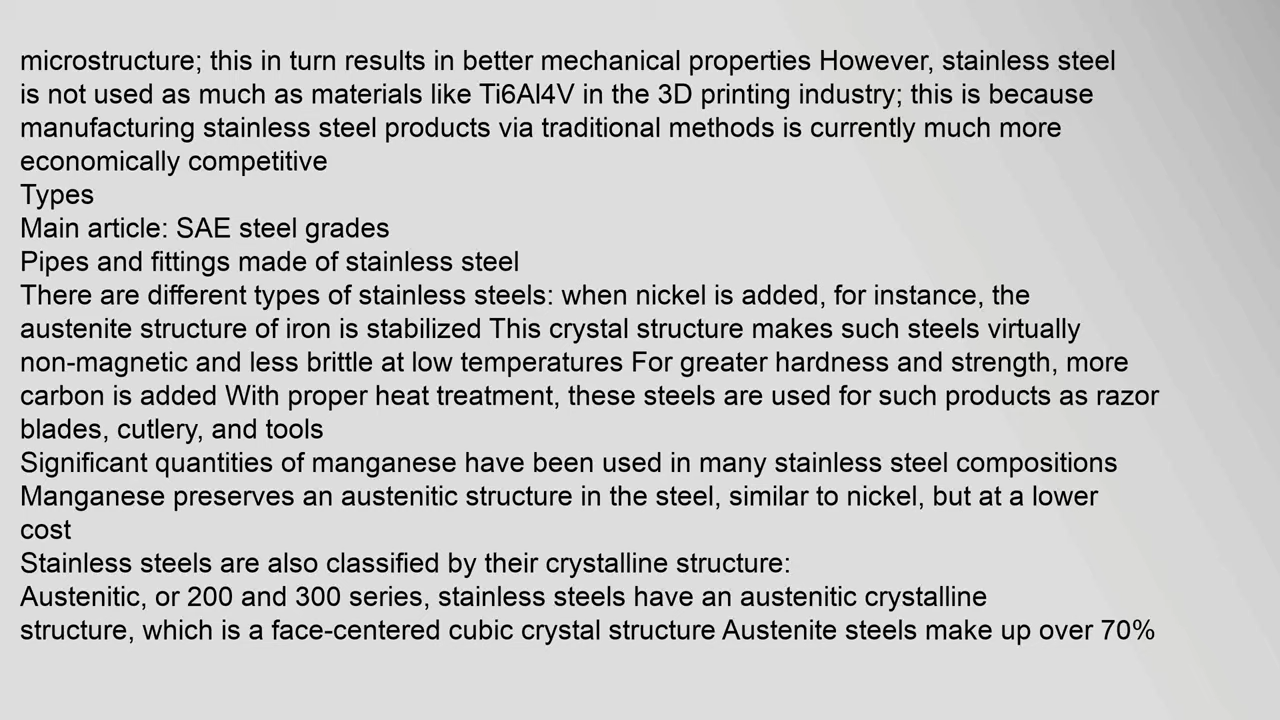 microstructure; this in turn results in better mechanical properties However, stainless steel
is not used as much as materials like Ti6Al4V in the 3D printing industry; this is because
manufacturing stainless steel products via traditional methods is currently much more
economically competitive
Types
Main article: SAE steel grades
Pipes and fittings made of stainless steel
There are different types of stainless steels: when nickel is added, for instance, the
austenite structure of iron is stabilized This crystal structure makes such steels virtually
non-magnetic and less brittle at low temperatures For greater hardness and strength, more
carbon is added With proper heat treatment, these steels are used for such products as razor
blades, cutlery, and tools
Significant quantities of manganese have been used in many stainless steel compositions
Manganese preserves an austenitic structure in the steel, similar to nickel, but at a lower
cost
Stainless steels are also classified by their crystalline structure:
Austenitic, or 200 and 300 series, stainless steels have an austenitic crystalline
structure, which is a face-centered cubic crystal structure Austenite steels make up over 70%